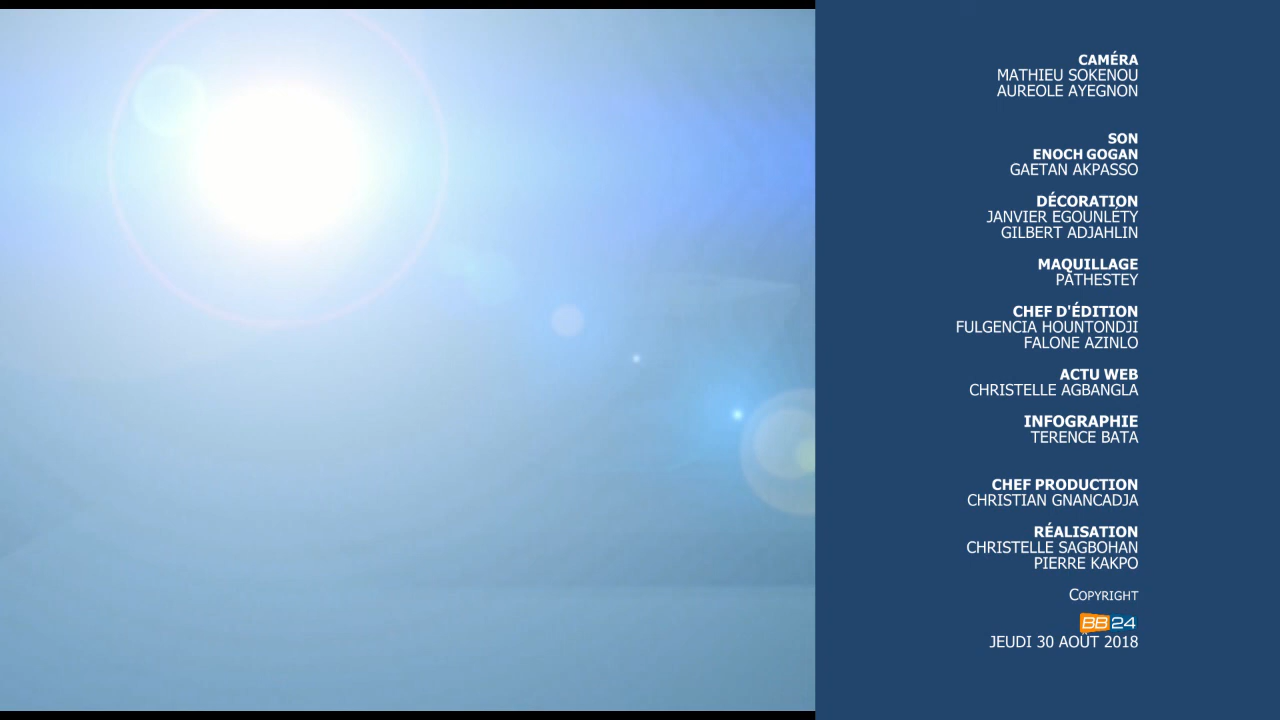 CAMÉRA
MATHIEU SOKENOU
AUREOLE AYEGNON
SON
ENOCH GOGAN
GAETAN AKPASSO
DÉCORATION
JANVIER EGOUNLÉTY
GILBERT ADJAHLIN
MAQUILLAGE
PATHESTEY
CHEF D'ÉDITION
FULGENCIA HOUNTONDJI
FALONE AZINLO
ACTU WEB
CHRISTELLE AGBANGLA
INFOGRAPHIE
TERENCE BATA
CHEF PRODUCTION
CHRISTIAN GNANCADJA
RÉALISATION
CHRISTELLE SAGBOHAN
PIERRE KAKPO
COPYRIGHT
BB24
JEUDI 30 AOÛT 2018